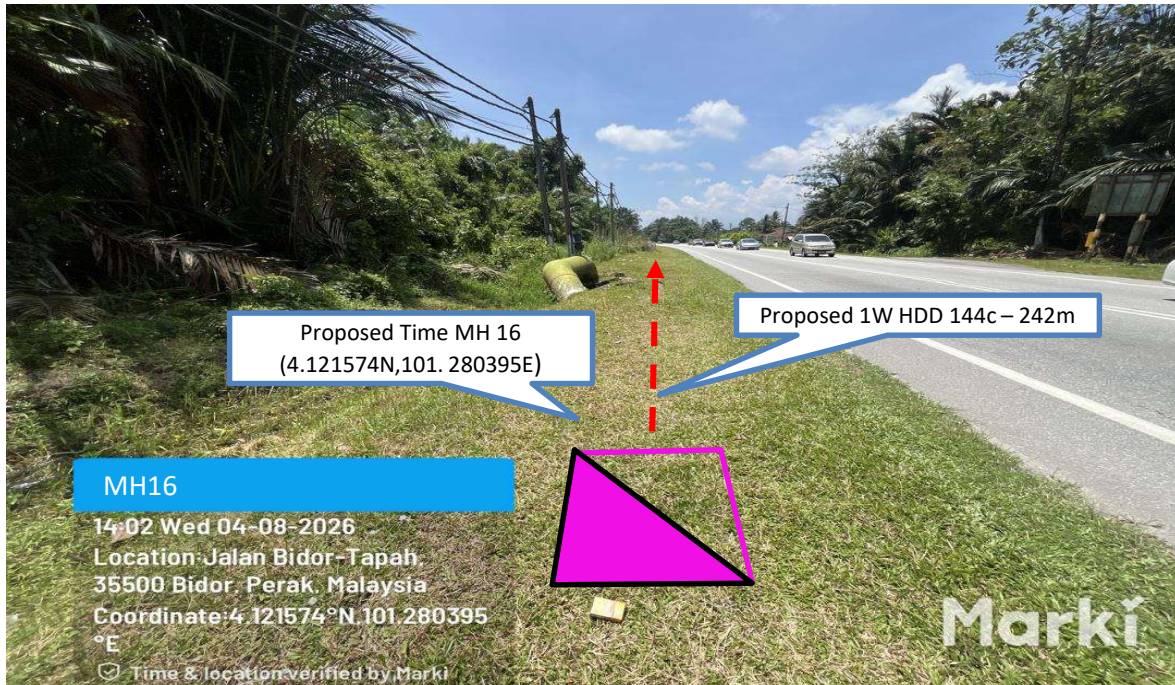 Proposed Time MH 16
(4.121574N,101. 280395E)
Proposed 1W HDD 144c – 242m
MH16
14:02 Wed 04-08-2026
Location:Jalan Bidor-Tapah,
35500 Bidor, Perak, Malaysia
Coordinate:4.121574°N,101.280395
°E
Time & location verified by Marki
Marki